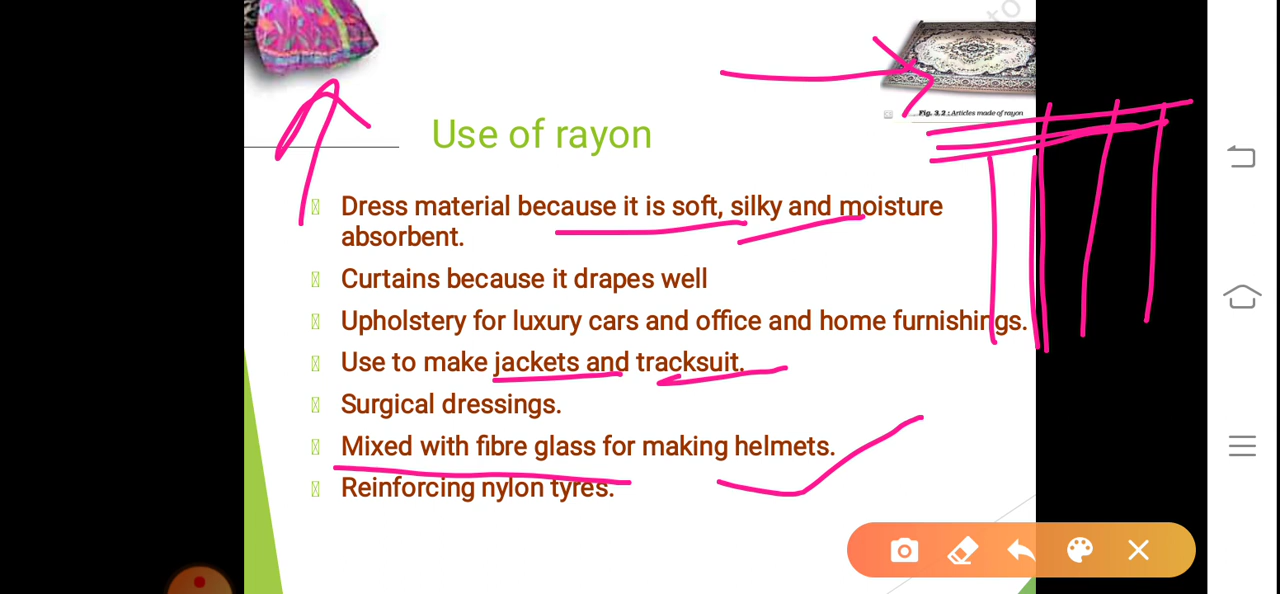 to
Fig. 3.2 : Articles made of rayon
Use of rayon
Dress material because it is soft, silky and moisture
absorbent.
Curtains because it drapes well
Upholstery for luxury cars and office and home furnishings.
Use to make jackets and tracksuit.
Surgical dressings.
Mixed with fibre glass for making helmets.
Reinforcing nylon tyres.